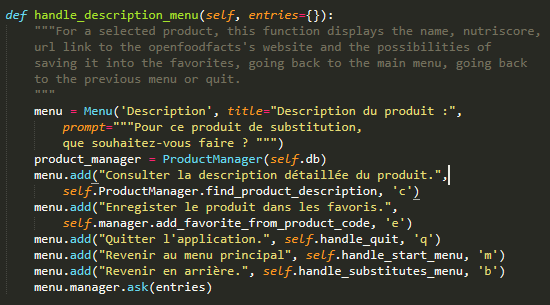 def handle_description_menu(self, entries={}):
"""For a selected product, this function displays the name, nutriscore,
url link to the openfoodfacts's website and the possibilities of
saving it into the favorites, going back to the main menu, going back
to the previous menu or quit.
"""
menu = Menu('Description', title="Description du produit :",
prompt="""Pour ce produit de substitution,
que souhaitez-vous faire ? """)
product_manager = ProductManager(self.db)
menu.add("Consulter la description détaillée du produit.",
self.ProductManager.find_product_description, 'c')
menu.add("Enregister le produit dans les favoris.",
self.manager.add_favorite_from_product_code, 'e')
menu.add("Quitter l'application.", self.handle_quit, 'q')
menu.add("Revenir au menu principal", self.handle_start_menu, 'm')
menu.add("Revenir en arrière.", self.handle_substitutes_menu, 'b')
menu.manager.ask(entries)